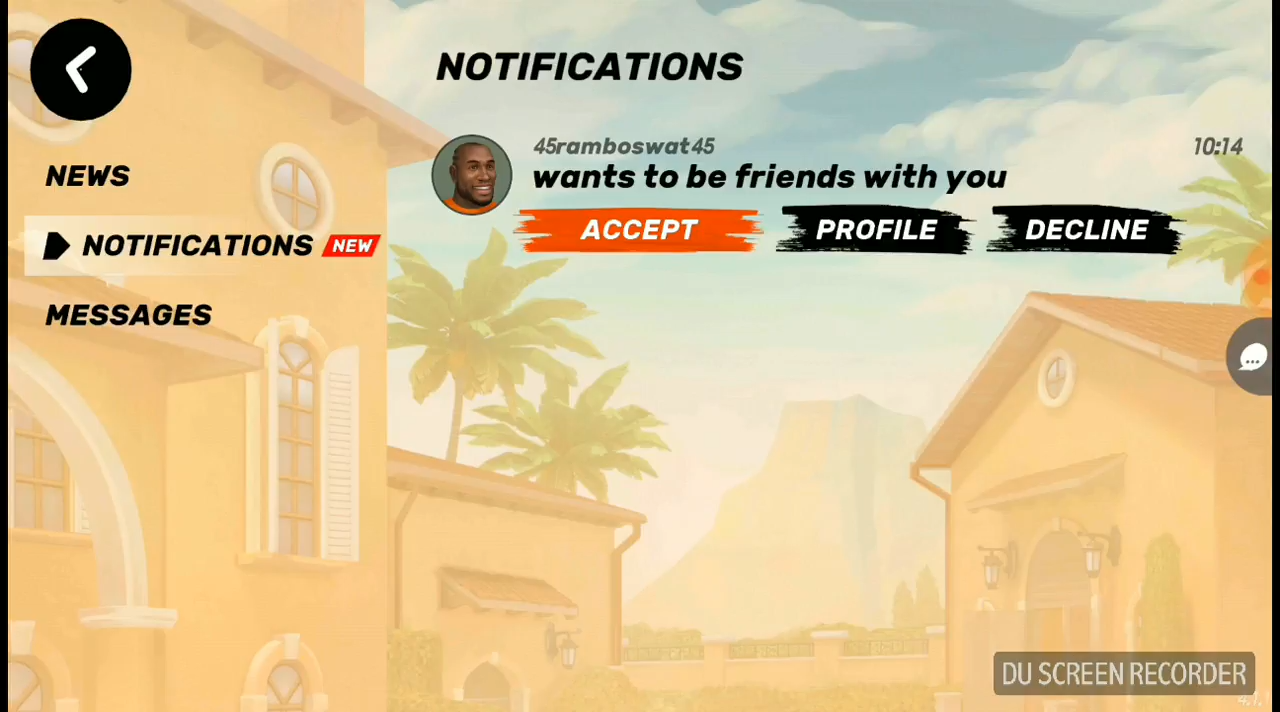 NOTIFICATIONS
45ramboswat45
10:14
wants to be friends with you
ACCEPT
PROFILE
DECLINE
NEWS
NOTIFICATIONS NEW
MESSAGES
DU SCREEN RECORDER